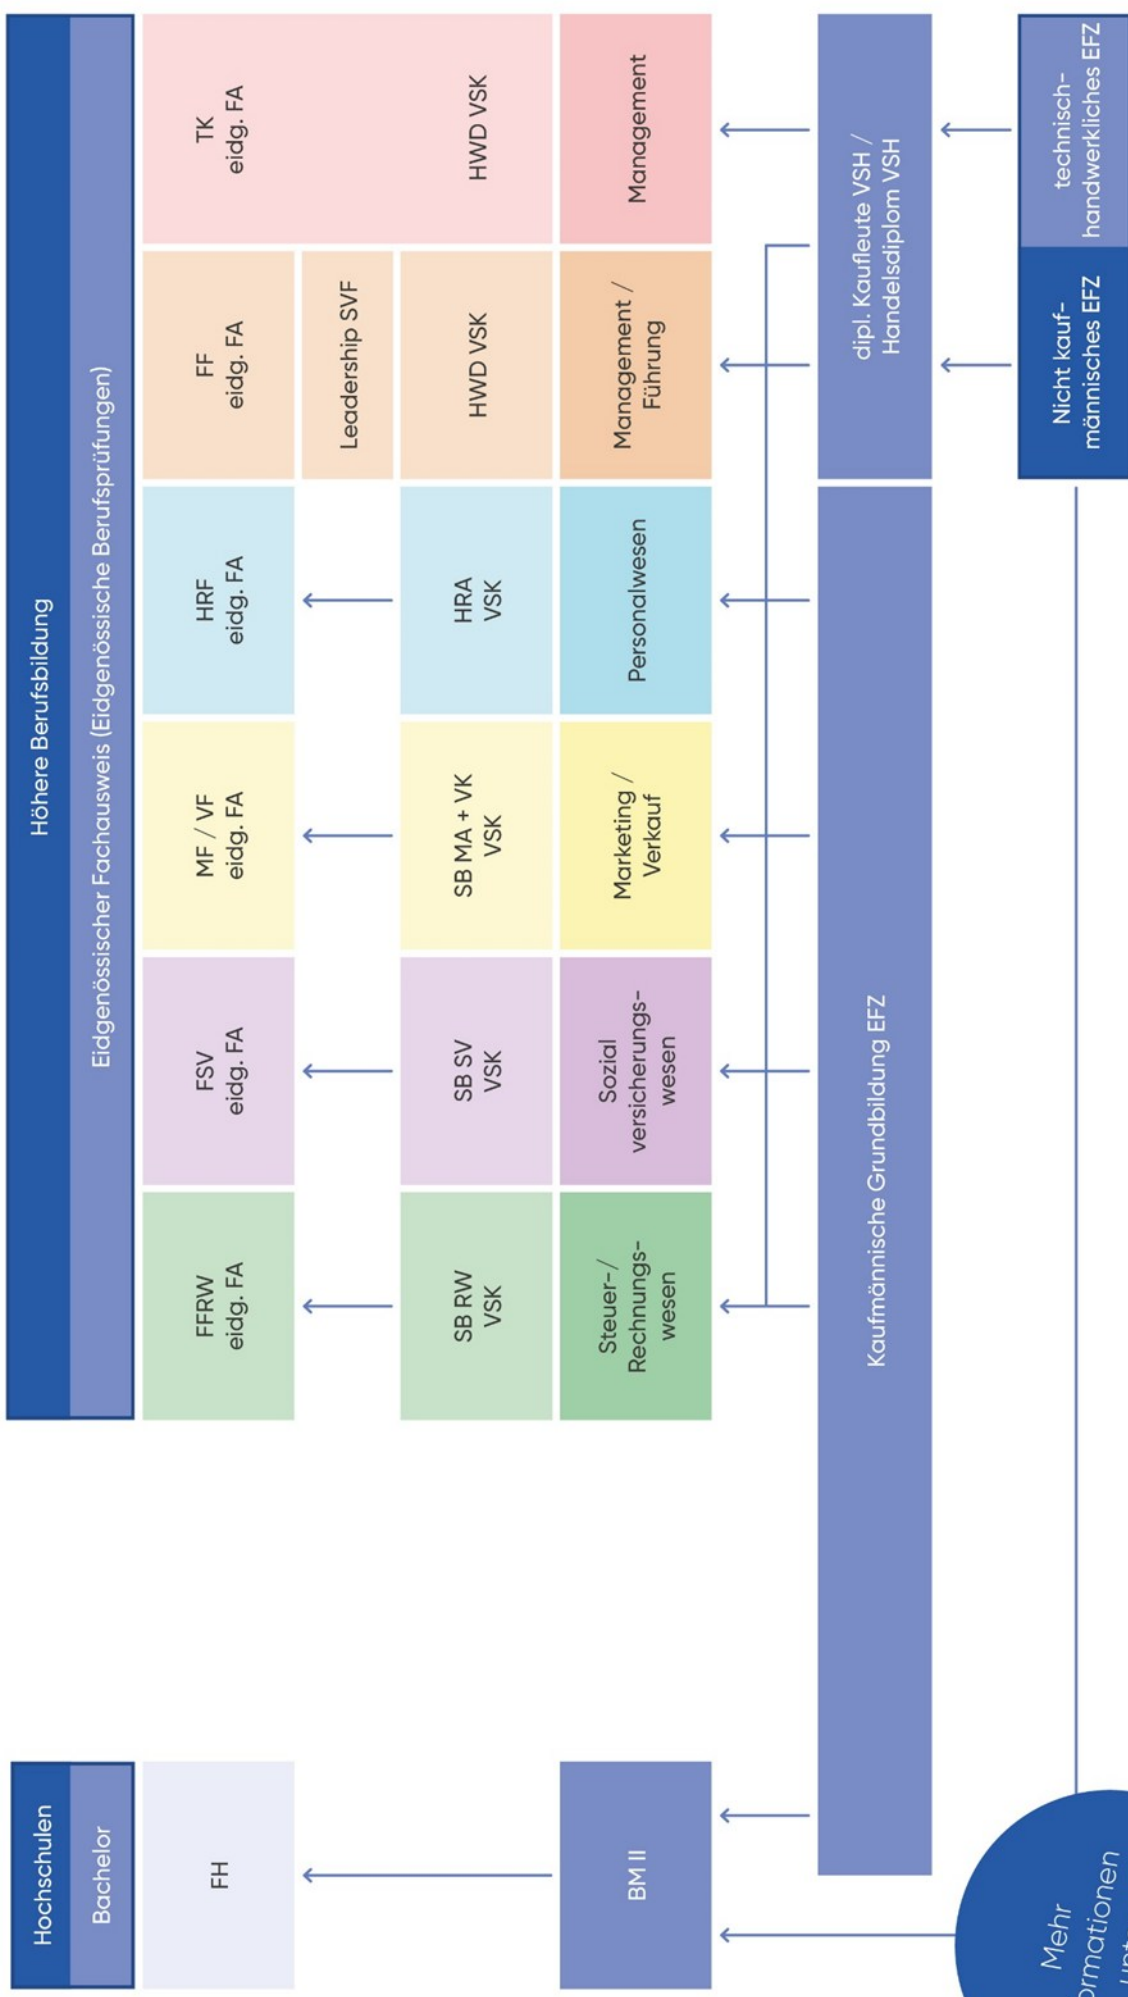 Hochschulen
Bachelor
Höhere Berufsbildung
Eidgenössischer Fachausweis (Eidgenössische Berufsprüfungen)
FH
FFRW
eidg. FA
FSV
eidg. FA
MF / VF
eidg. FA
HRF
eidg. FA
FF
eidg. FA
TK
eidg. FA
Leadership SVF
SB RW
VSK
SB SV
VSK
SB MA + VK
VSK
HRA
VSK
HWD VSK
HWD VSK
BM II
Steuer-/
Rechnungs-
wesen
Sozial
versicherungs-
wesen
Marketing /
Verkauf
Personalwesen
Management /
Führung
Management
Kaufmännische Grundbildung EFZ
dipl. Kaufleute VSH /
Handelsdiplom VSH
Nicht kauf-
männisches EFZ
technisch-
handwerkliches EFZ
Mehr
ormationen